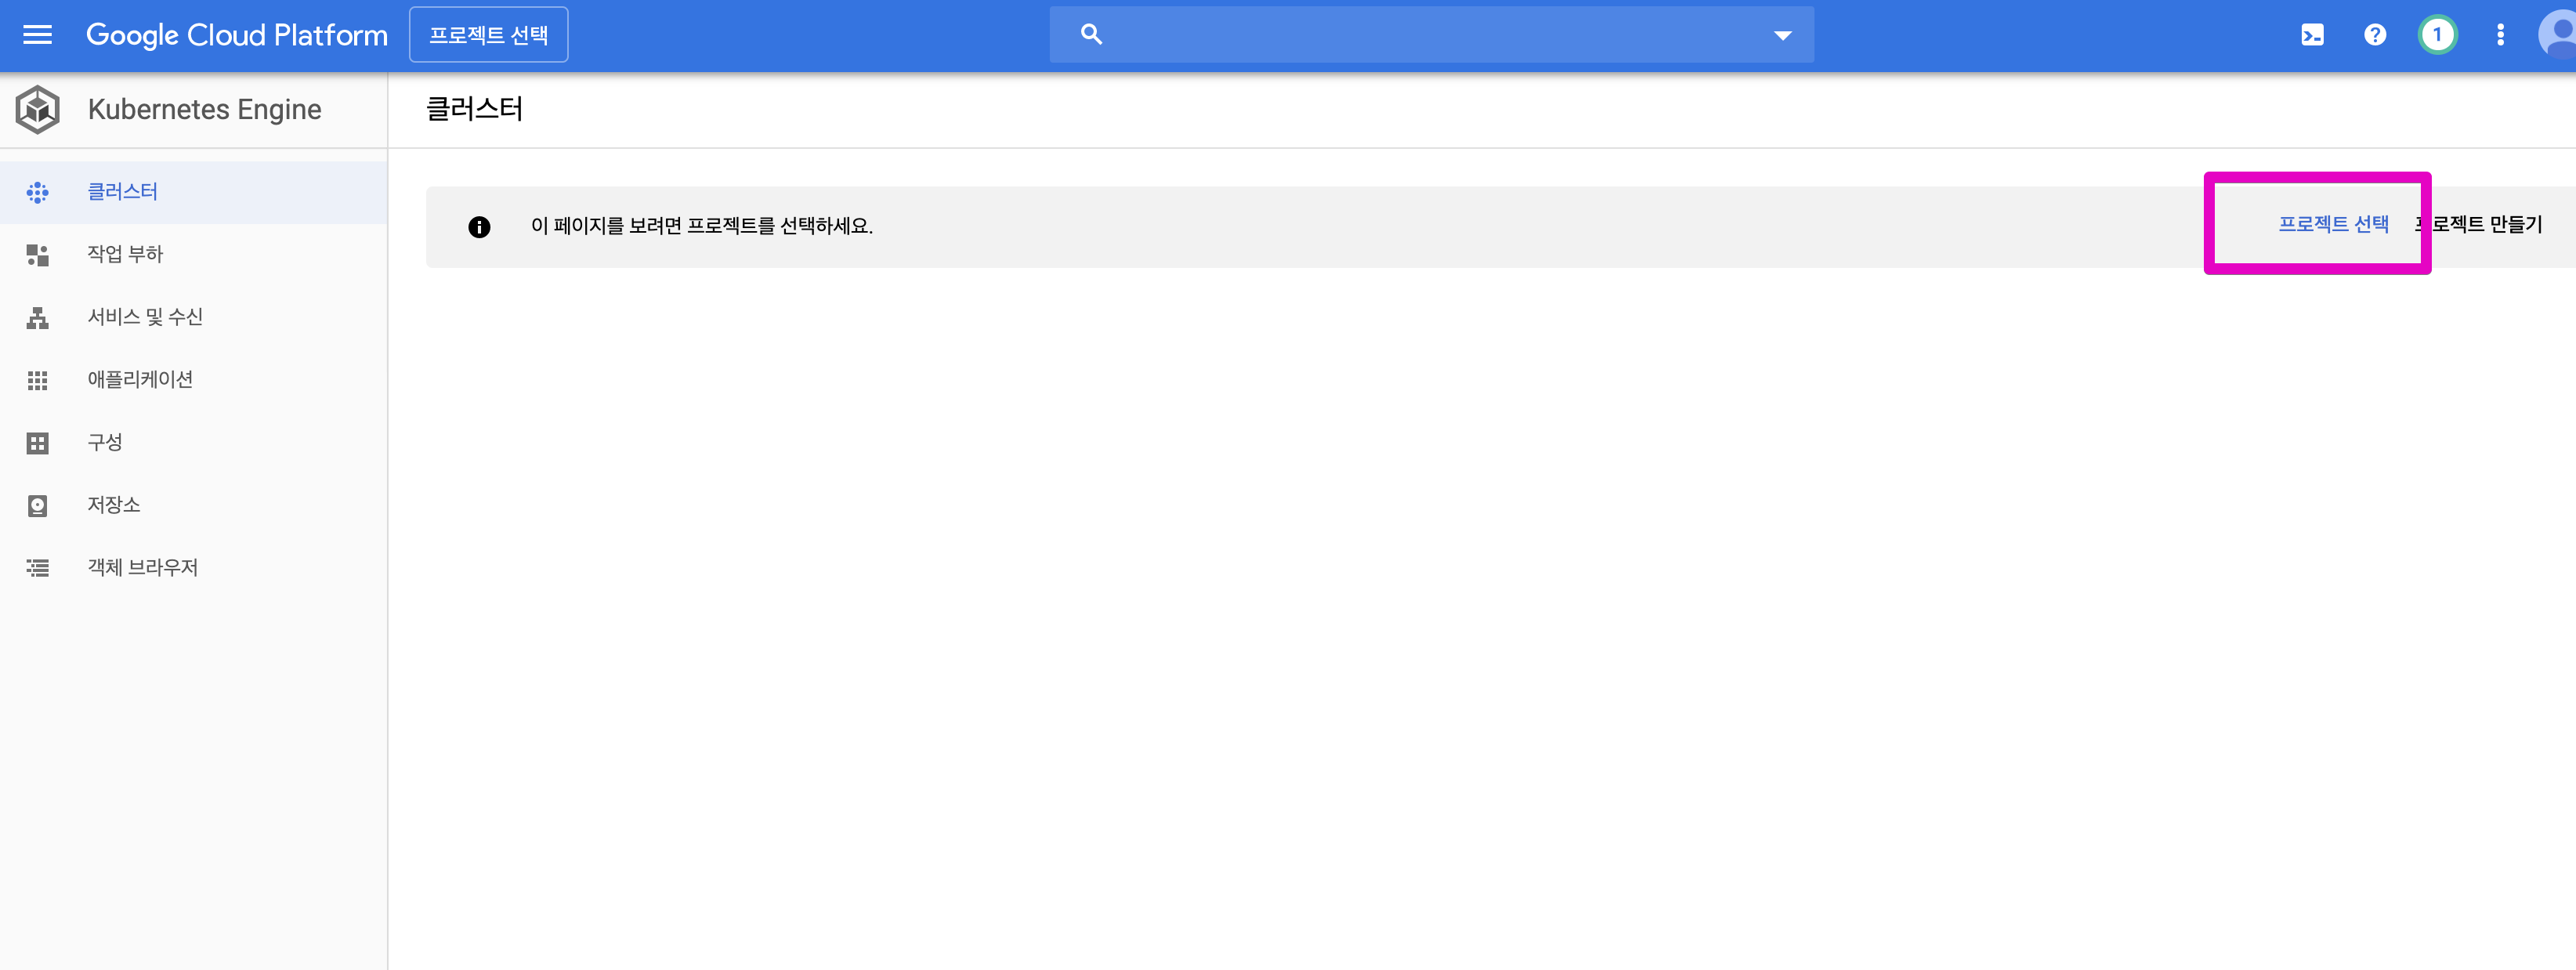 Google Cloud Platform
프로젝트 선택
1
Kubernetes Engine
클러스터
클러스터
이 페이지를 보려면 프로젝트를 선택하세요.
프로젝트 선택
프로젝트 만들기
작업 부하
서비스 및 수신
애플리케이션
구성
저장소
객체 브라우저